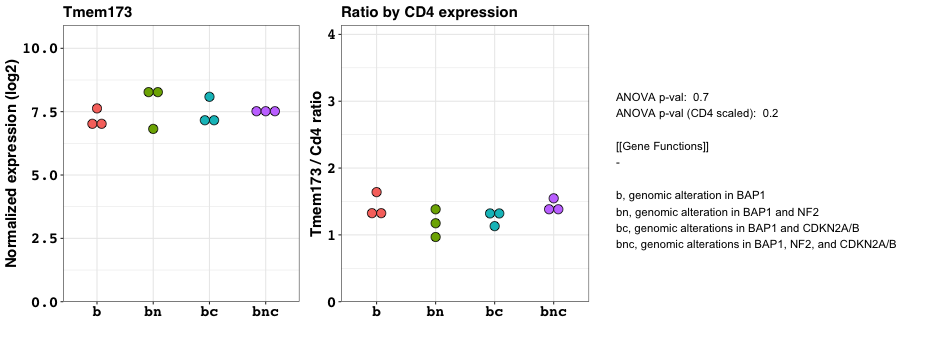 Tmem173
Normalized expression (log2)
10.0
7.5
5.0
2.5
0.0
b bn bc bnc
Ratio by CD4 expression
Tmem173 / Cd4 ratio
4
3
2
1
0
b bn bc bnc
ANOVA p-val: 0.7
ANOVA p-val (CD4 scaled): 0.2
[[Gene Functions]]
-
b, genomic alteration in BAP1
bn, genomic alteration in BAP1 and NF2
bc, genomic alterations in BAP1 and CDKN2A/B
bnc, genomic alterations in BAP1, NF2, and CDKN2A/B